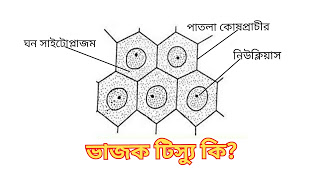 পাতলা কোষপ্রাচীর
ঘন সাইটোপ্লাজম
নিউক্লিয়াস
ভাজক টিস্যু কি?